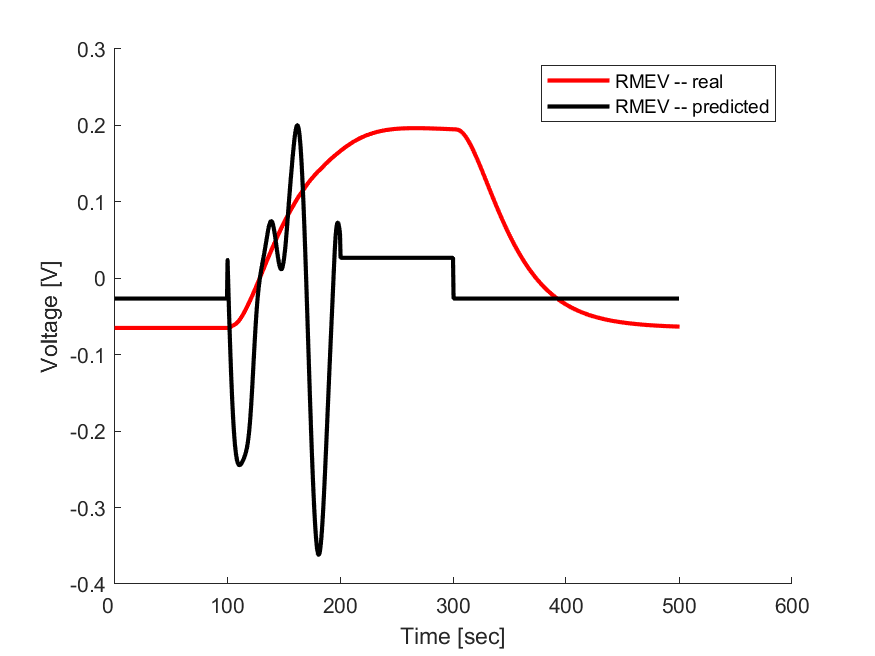 RMEV -- real
RMEV -- predicted
0.3
0.2
0.1
0
-0.1
-0.2
-0.3
-0.4
Voltage [V]
0 100 200 300 400 500 600
Time [sec]